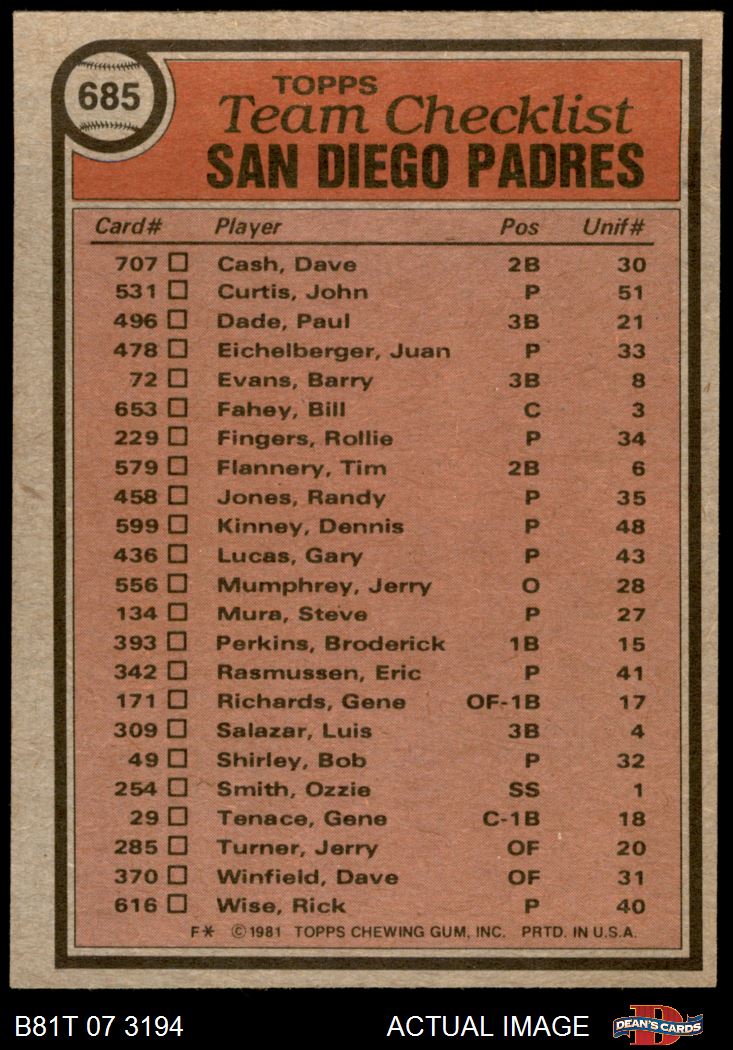 685
TOPPS
Team Checklist
SAN DIEGO PADRES
Card# Player Pos Unif#
707 Cash, Dave 2B 30
531 Curtis, John P 51
496 Dade, Paul 3B 21
478 Eichelberger, Juan P 33
72 Evans, Barry 3B 8
653 Fahey, Bill C 3
229 Fingers, Rollie P 34
579 Flannery, Tim 2B 6
458 Jones, Randy P 35
599 Kinney, Dennis P 48
436 Lucas, Gary P 43
556 Mumphrey, Jerry O 28
134 Mura, Steve P 27
393 Perkins, Broderick 1B 15
342 Rasmussen, Eric P 41
171 Richards, Gene OF-1B 17
309 Salazar, Luis 3B 4
49 Shirley, Bob P 32
254 Smith, Ozzie SS 1
29 Tenace, Gene C-1B 18
285 Turner, Jerry OF 20
370 Winfield, Dave OF 31
616 Wise, Rick P 40
F* ©1981 TOPPS CHEWING GUM, INC. PRTD. IN U.S.A.
B81T 07 3194 ACTUAL IMAGE D DEAN'S CARDS